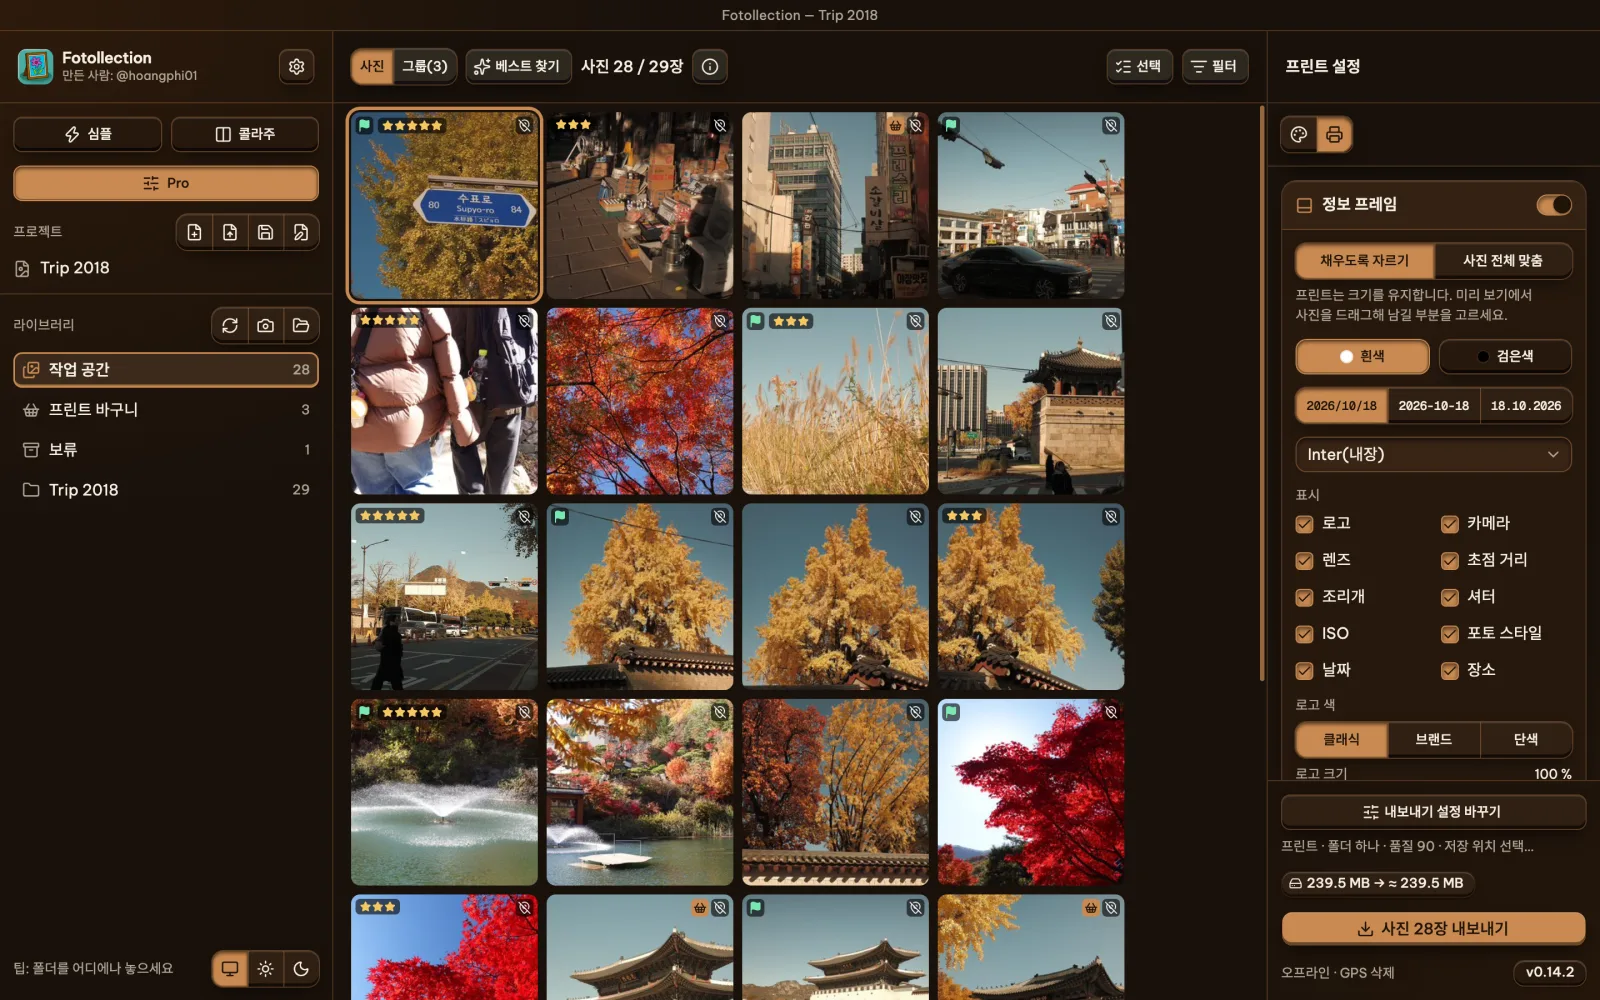 Fotollection — Trip 2018
Fotollection
만든 사람: @hoangphi01
심플
콜라주
Pro
프로젝트
Trip 2018
라이브러리
작업 공간 28
프린트 바구니 3
보류 1
Trip 2018 29
팁: 폴더를 어디에나 놓으세요
사진
그룹(3)
베스트 찾기
사진 28 / 29장
선택
필터
80 수표로 84
Supyo-ro
프린트 설정
정보 프레임
채우도록 자르기
사진 전체 맞춤
프린트는 크기를 유지합니다. 미리 보기에서
사진을 드래그해 남길 부분을 고르세요.
흰색
검은색
2026/10/18
2026-10-18
18.10.2026
Inter(내장)
표시
로고
카메라
렌즈
초점 거리
조리개
셔터
ISO
포토 스타일
날짜
장소
로고 색
클래식
브랜드
단색
로고 크기 100 %
내보내기 설정 바꾸기
프린트 · 폴더 하나 · 품질 90 · 저장 위치 선택...
239.5 MB → ≈ 239.5 MB
사진 28장 내보내기
오프라인 · GPS 삭제
v0.14.2